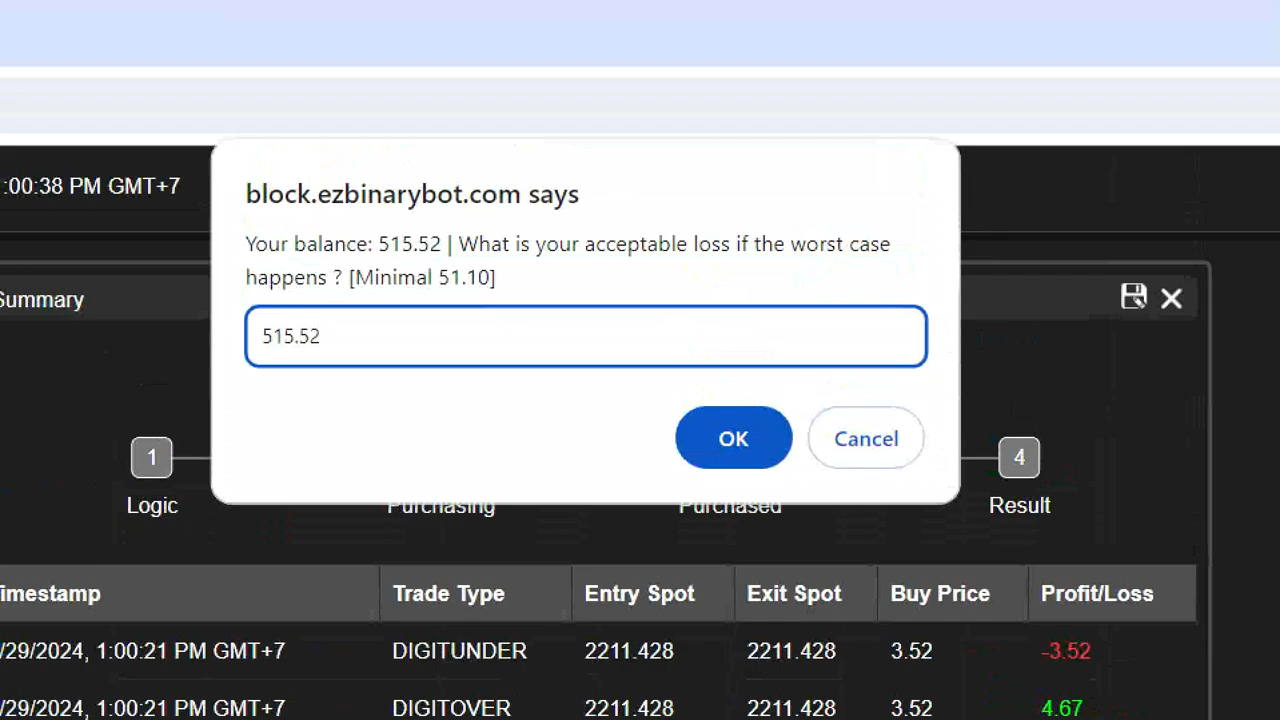 :00:38 PM GMT+7
block.ezbinarybot.com says
Your balance: 515.52 | What is your acceptable loss if the worst case
happens ? [Minimal 51.10]
Summary
515.52
OK
Cancel
1
4
Logic
Purchasing
Purchased
Result
imestamp
Trade Type
Entry Spot
Exit Spot
Buy Price
Profit/Loss
/29/2024, 1:00:21 PM GMT+7
DIGITUNDER
2211.428
2211.428
3.52
-3.52
/29/2024, 1:00:21 PM GMT+7
DIGITOVER
2211.428
2211.428
3.52
4.67